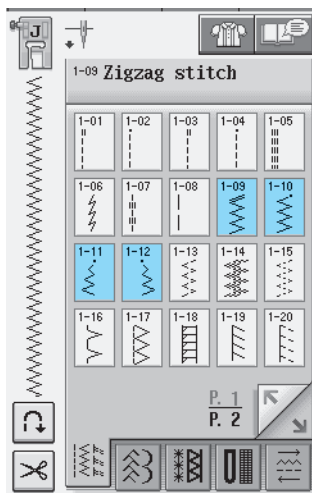 J
1-09 Zigzag stitch
1-01 1-02 1-03 1-04 1-05
1-06 1-07 1-08 1-09 1-10
1-11 1-12 1-13 1-14 1-15
1-16 1-17 1-18 1-19 1-20
P. 1
P. 2